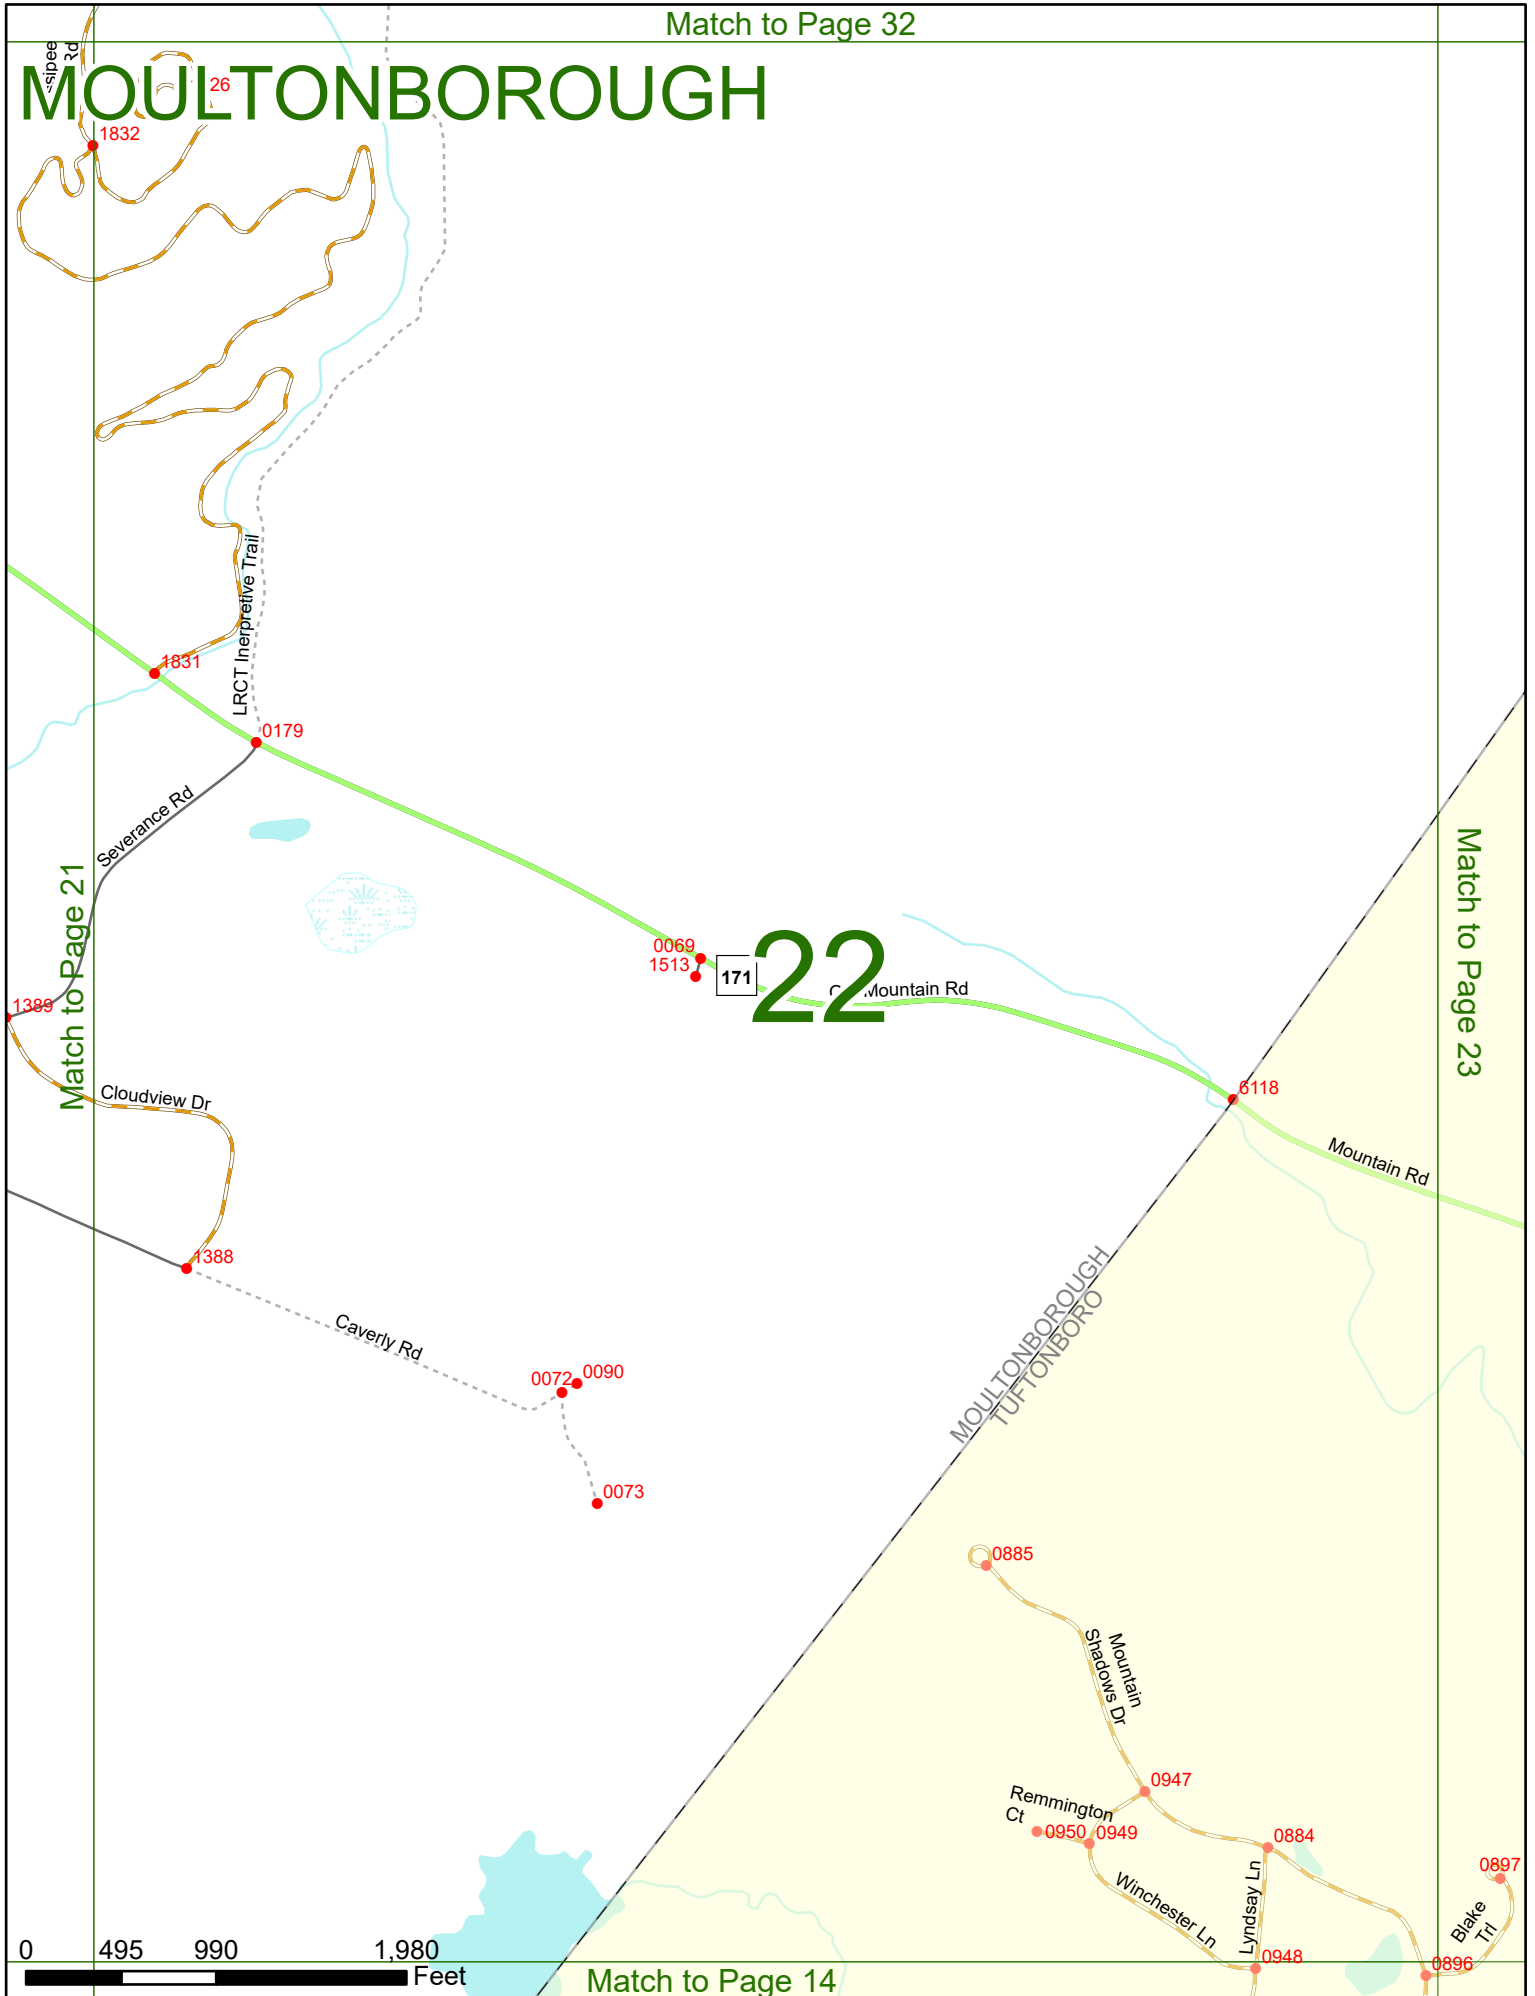 Match to Page 32
sipee
Rd
MOULTONBOROUGH
26
1832
LRCT Inerpretive Trail
1831
0179
Severance Rd
Match to Page 21
Match to Page 23
0069
1513
171
22
Mountain Rd
1389
Cloudview Dr
6118
Mountain Rd
1388
MOULTONBOROUGH
TUFTONBORO
Caverly Rd
0072
0090
0073
0885
Mountain
Shadows Dr
0947
Remmington
Ct
0950
0949
0884
0897
Winchester Ln
Lyndsay Ln
Blake
Trl
0948
0896
0 495 990 1,980
Feet
Match to Page 14